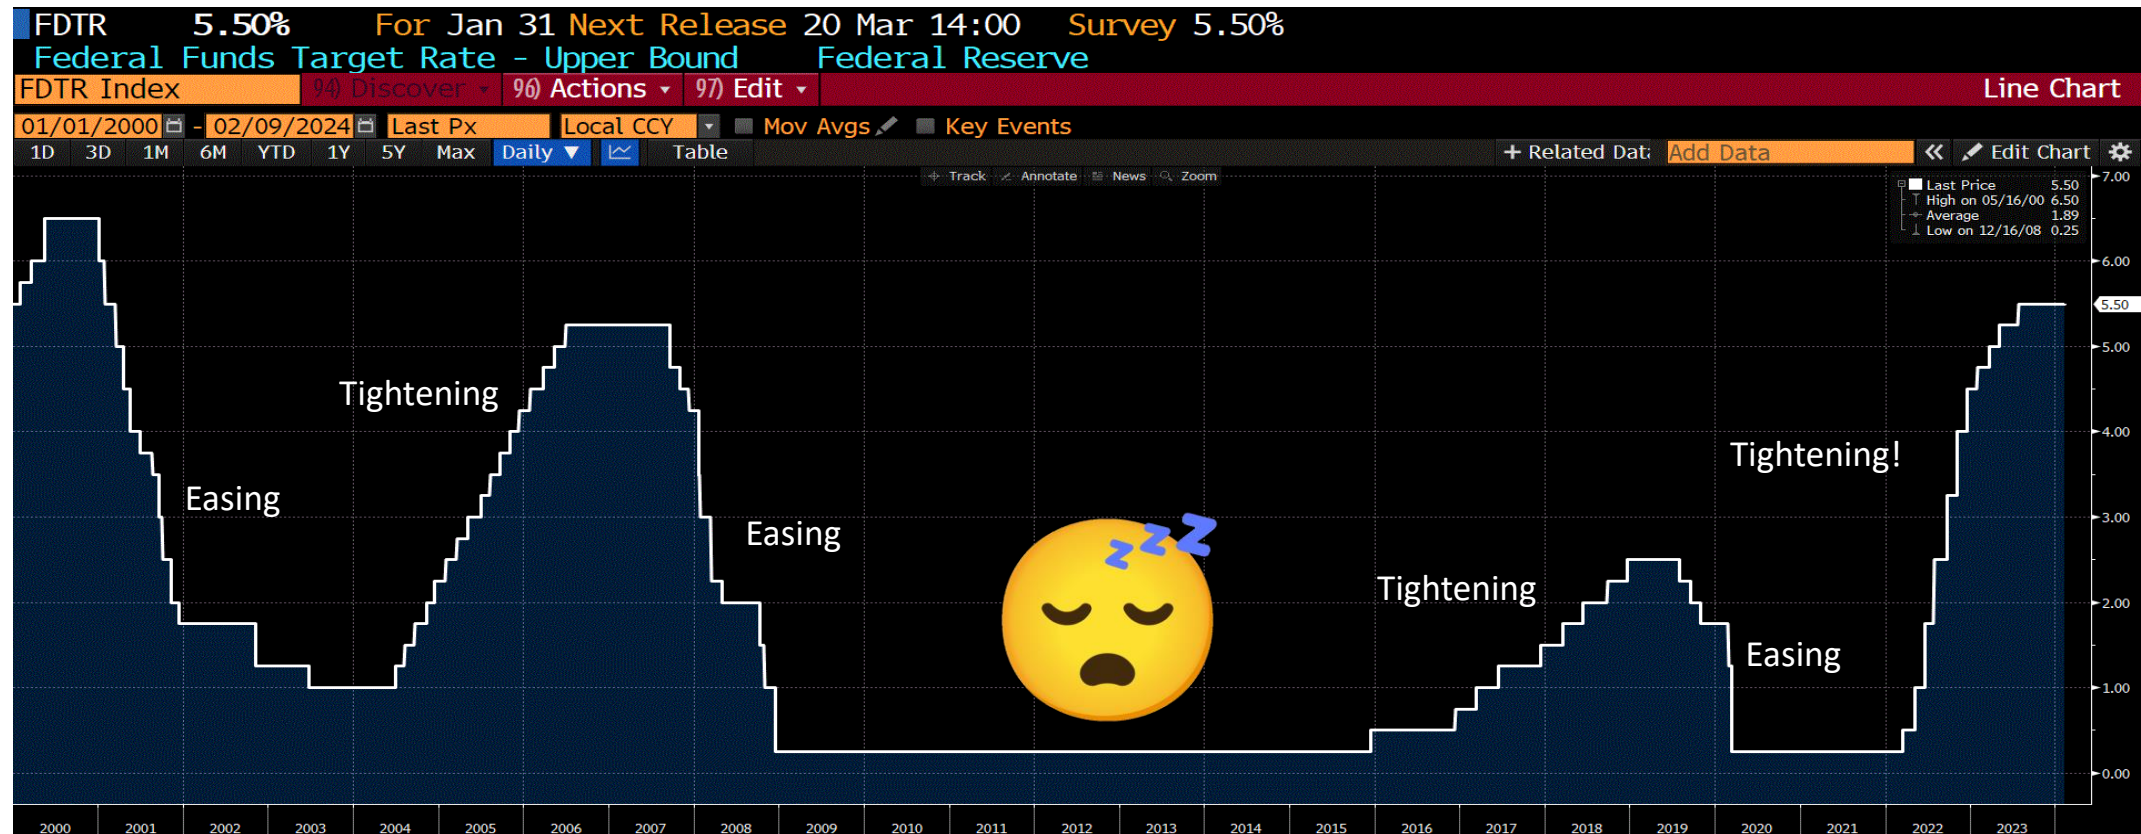 FDTR 5.50% For Jan 31 Next Release 20 Mar 14:00 Survey 5.50%
Federal Funds Target Rate - Upper Bound Federal Reserve
FDTR Index 94) Discover 96) Actions 97) Edit Line Chart
01/01/2000 - 02/09/2024 Last Px Local CCY Mov Avgs Key Events
1D 3D 1M 6M YTD 1Y 5Y Max Daily ▼ Table + Related Data Add Data « Edit Chart
Track Annotate News Zoom
Last Price 5.50
High on 05/16/00 6.50
Average 1.89
Low on 12/16/08 0.25
7.00
6.00
5.50
5.00
4.00
3.00
2.00
1.00
0.00
Tightening
Easing
Easing
zzz
Tightening
Easing
Tightening!
2000 2001 2002 2003 2004 2005 2006 2007 2008 2009 2010 2011 2012 2013 2014 2015 2016 2017 2018 2019 2020 2021 2022 2023